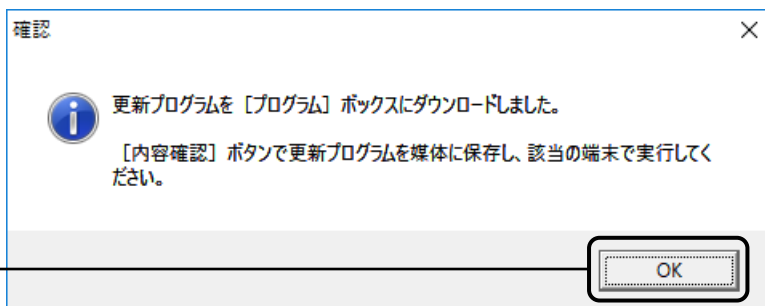 確認
更新プログラムを［プログラム］ボックスにダウンロードしました。
［内容確認］ボタンで更新プログラムを媒体に保存し、該当の端末で実行してく
ださい。
OK